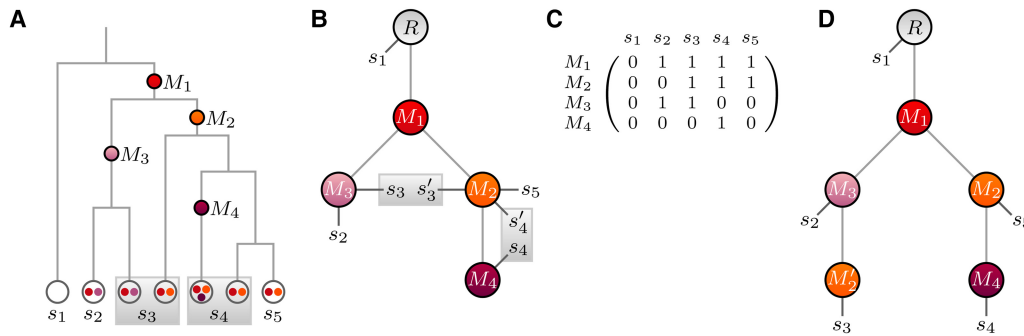 A
M₁
M₂
M₃
M₄
s₁ s₂ s₃ s₄ s₅
B
R
s₁
M₁
M₃ s₃ s′₃ M₂ s₅
s₂
s′₄
s₄
M₄
C
s₁ s₂ s₃ s₄ s₅
M₁ 0 1 1 1 1
M₂ 0 0 1 1 1
M₃ 0 1 1 0 0
M₄ 0 0 0 1 0
D
R
s₁
M₁
M₃ M₂
s₂ s₅
M′₂ M₄
s₃ s₄